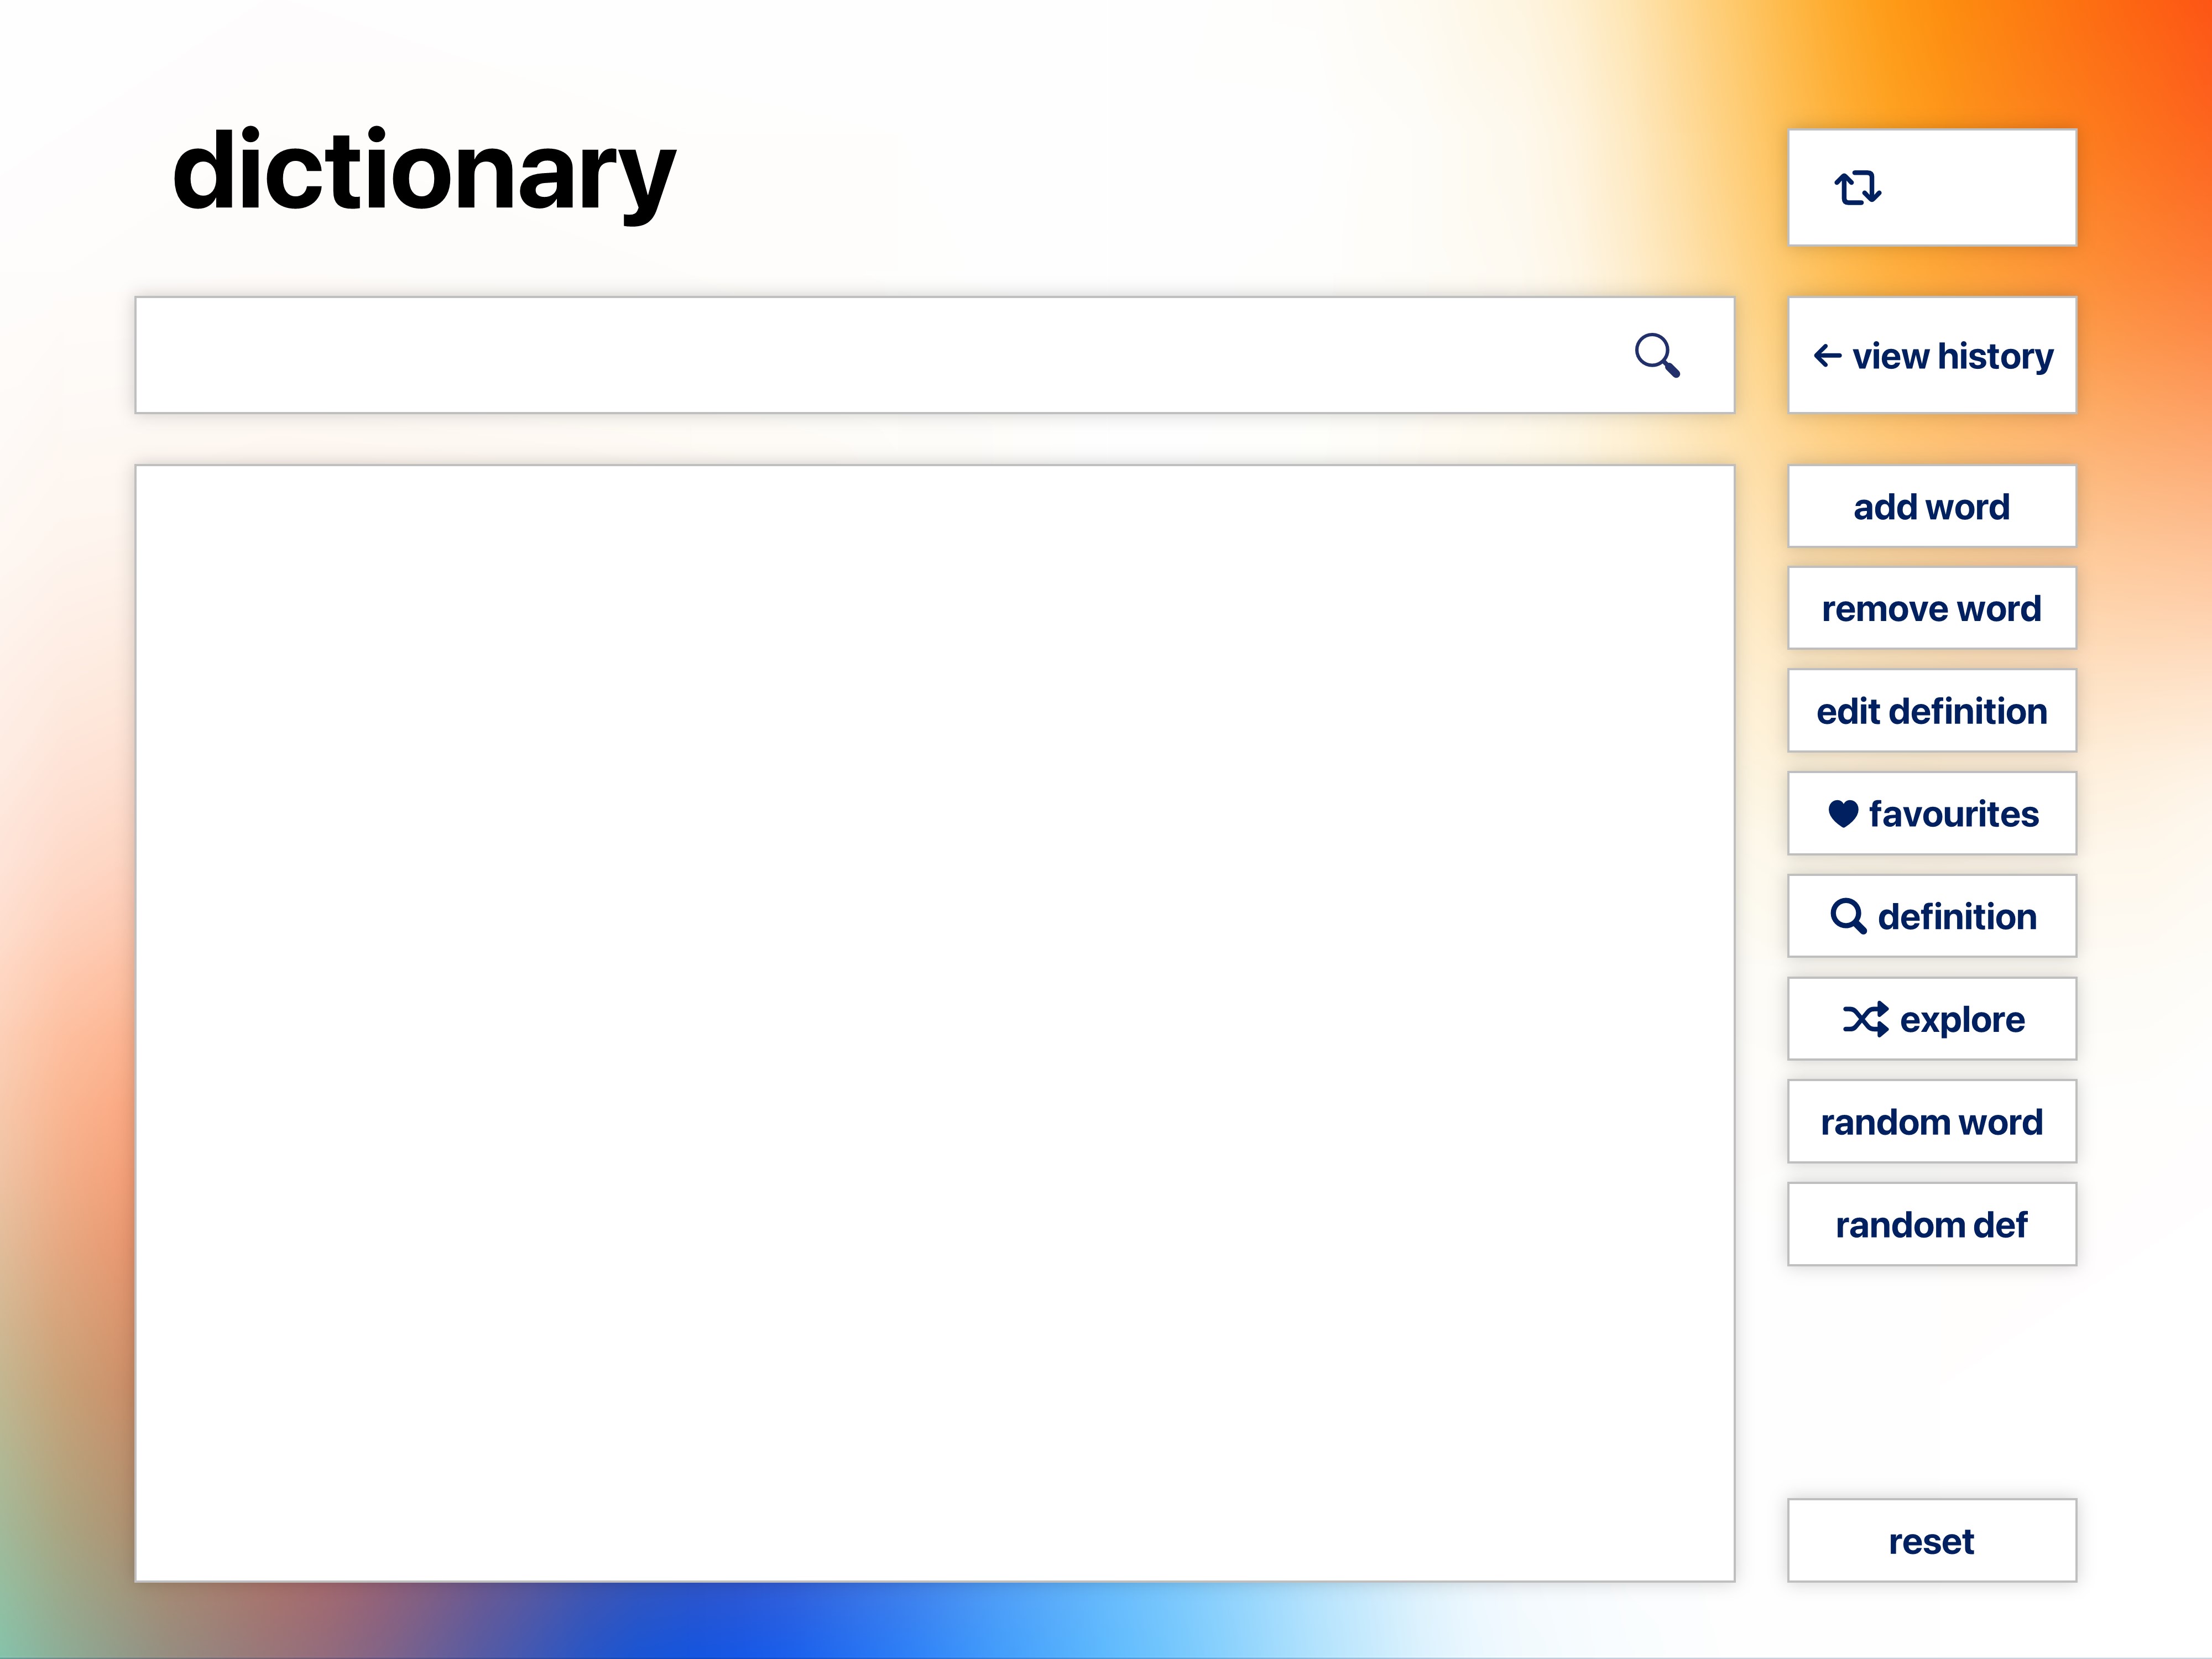 dictionary
view history
add word
remove word
edit definition
favourites
definition
explore
random word
random def
reset